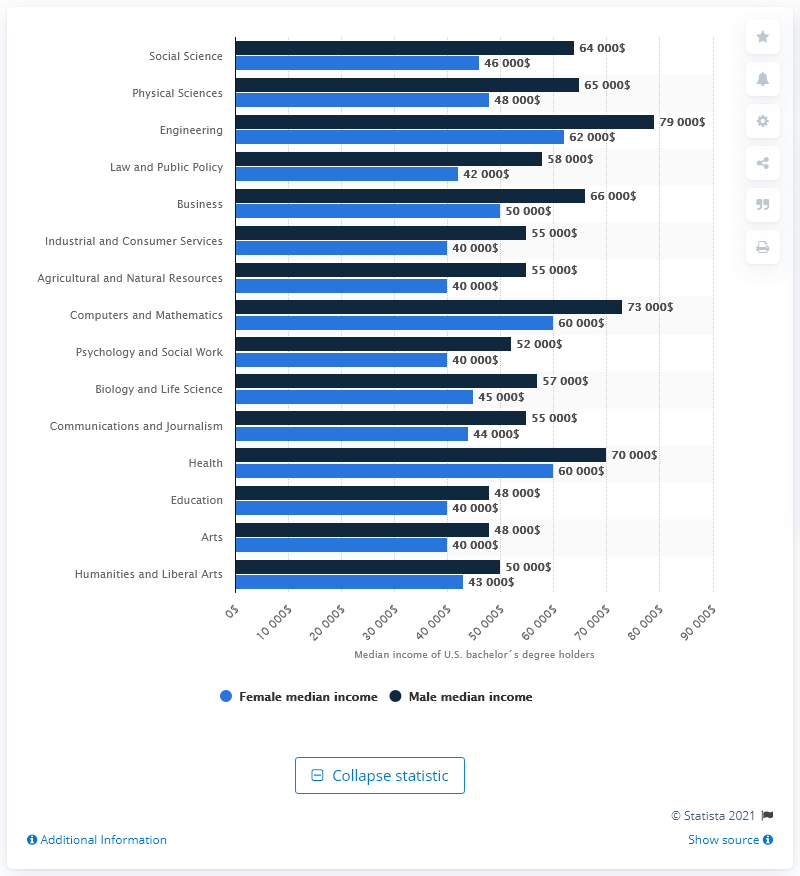 Social Science 64 000$
46 000$
Physical Sciences 65 000$
48 000$
Engineering 79 000$
62 000$
Law and Public Policy 58 000$
42 000$
Business 66 000$
50 000$
Industrial and Consumer Services 55 000$
40 000$
Agricultural and Natural Resources 55 000$
40 000$
Computers and Mathematics 73 000$
60 000$
Psychology and Social Work 52 000$
40 000$
Biology and Life Science 57 000$
45 000$
Communications and Journalism 55 000$
44 000$
Health 70 000$
60 000$
Education 48 000$
40 000$
Arts 48 000$
40 000$
Humanities and Liberal Arts 50 000$
43 000$
0$ 10 000$ 20 000$ 30 000$ 40 000$ 50 000$ 60 000$ 70 000$ 80 000$ 90 000$
Median income of U.S. bachelor´s degree holders
Female median income Male median income
Collapse statistic
© Statista 2021
Additional Information Show source